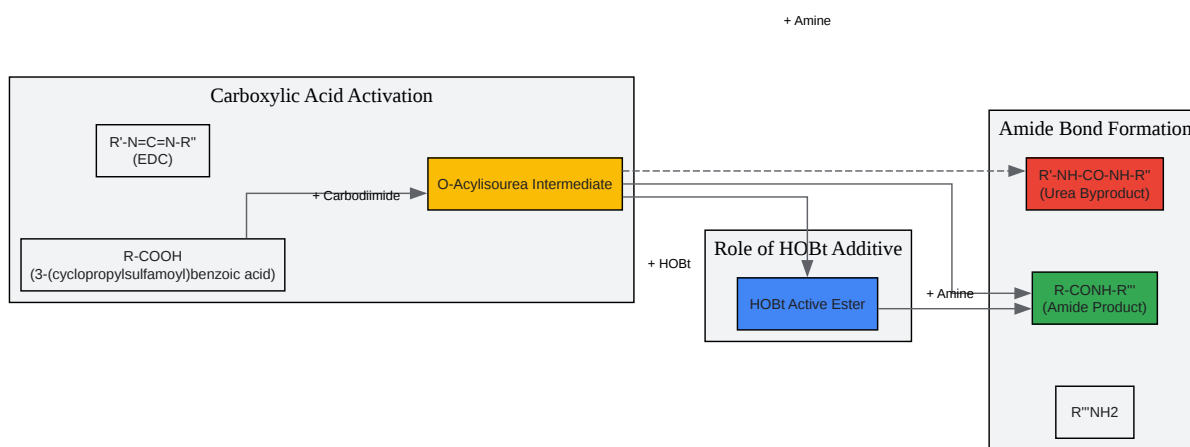 + Amine
Carboxylic Acid Activation
R'-N=C=N-R"
(EDC)
+ Carbodiimide
R-COOH
(3-(cyclopropylsulfamoyl)benzoic acid)
O-Acylisourea Intermediate
+ HOBt
Role of HOBt Additive
HOBt Active Ester
+ Amine
Amide Bond Formation
R'-NH-CO-NH-R"
(Urea Byproduct)
R-CONH-R'"
(Amide Product)
R'"NH2